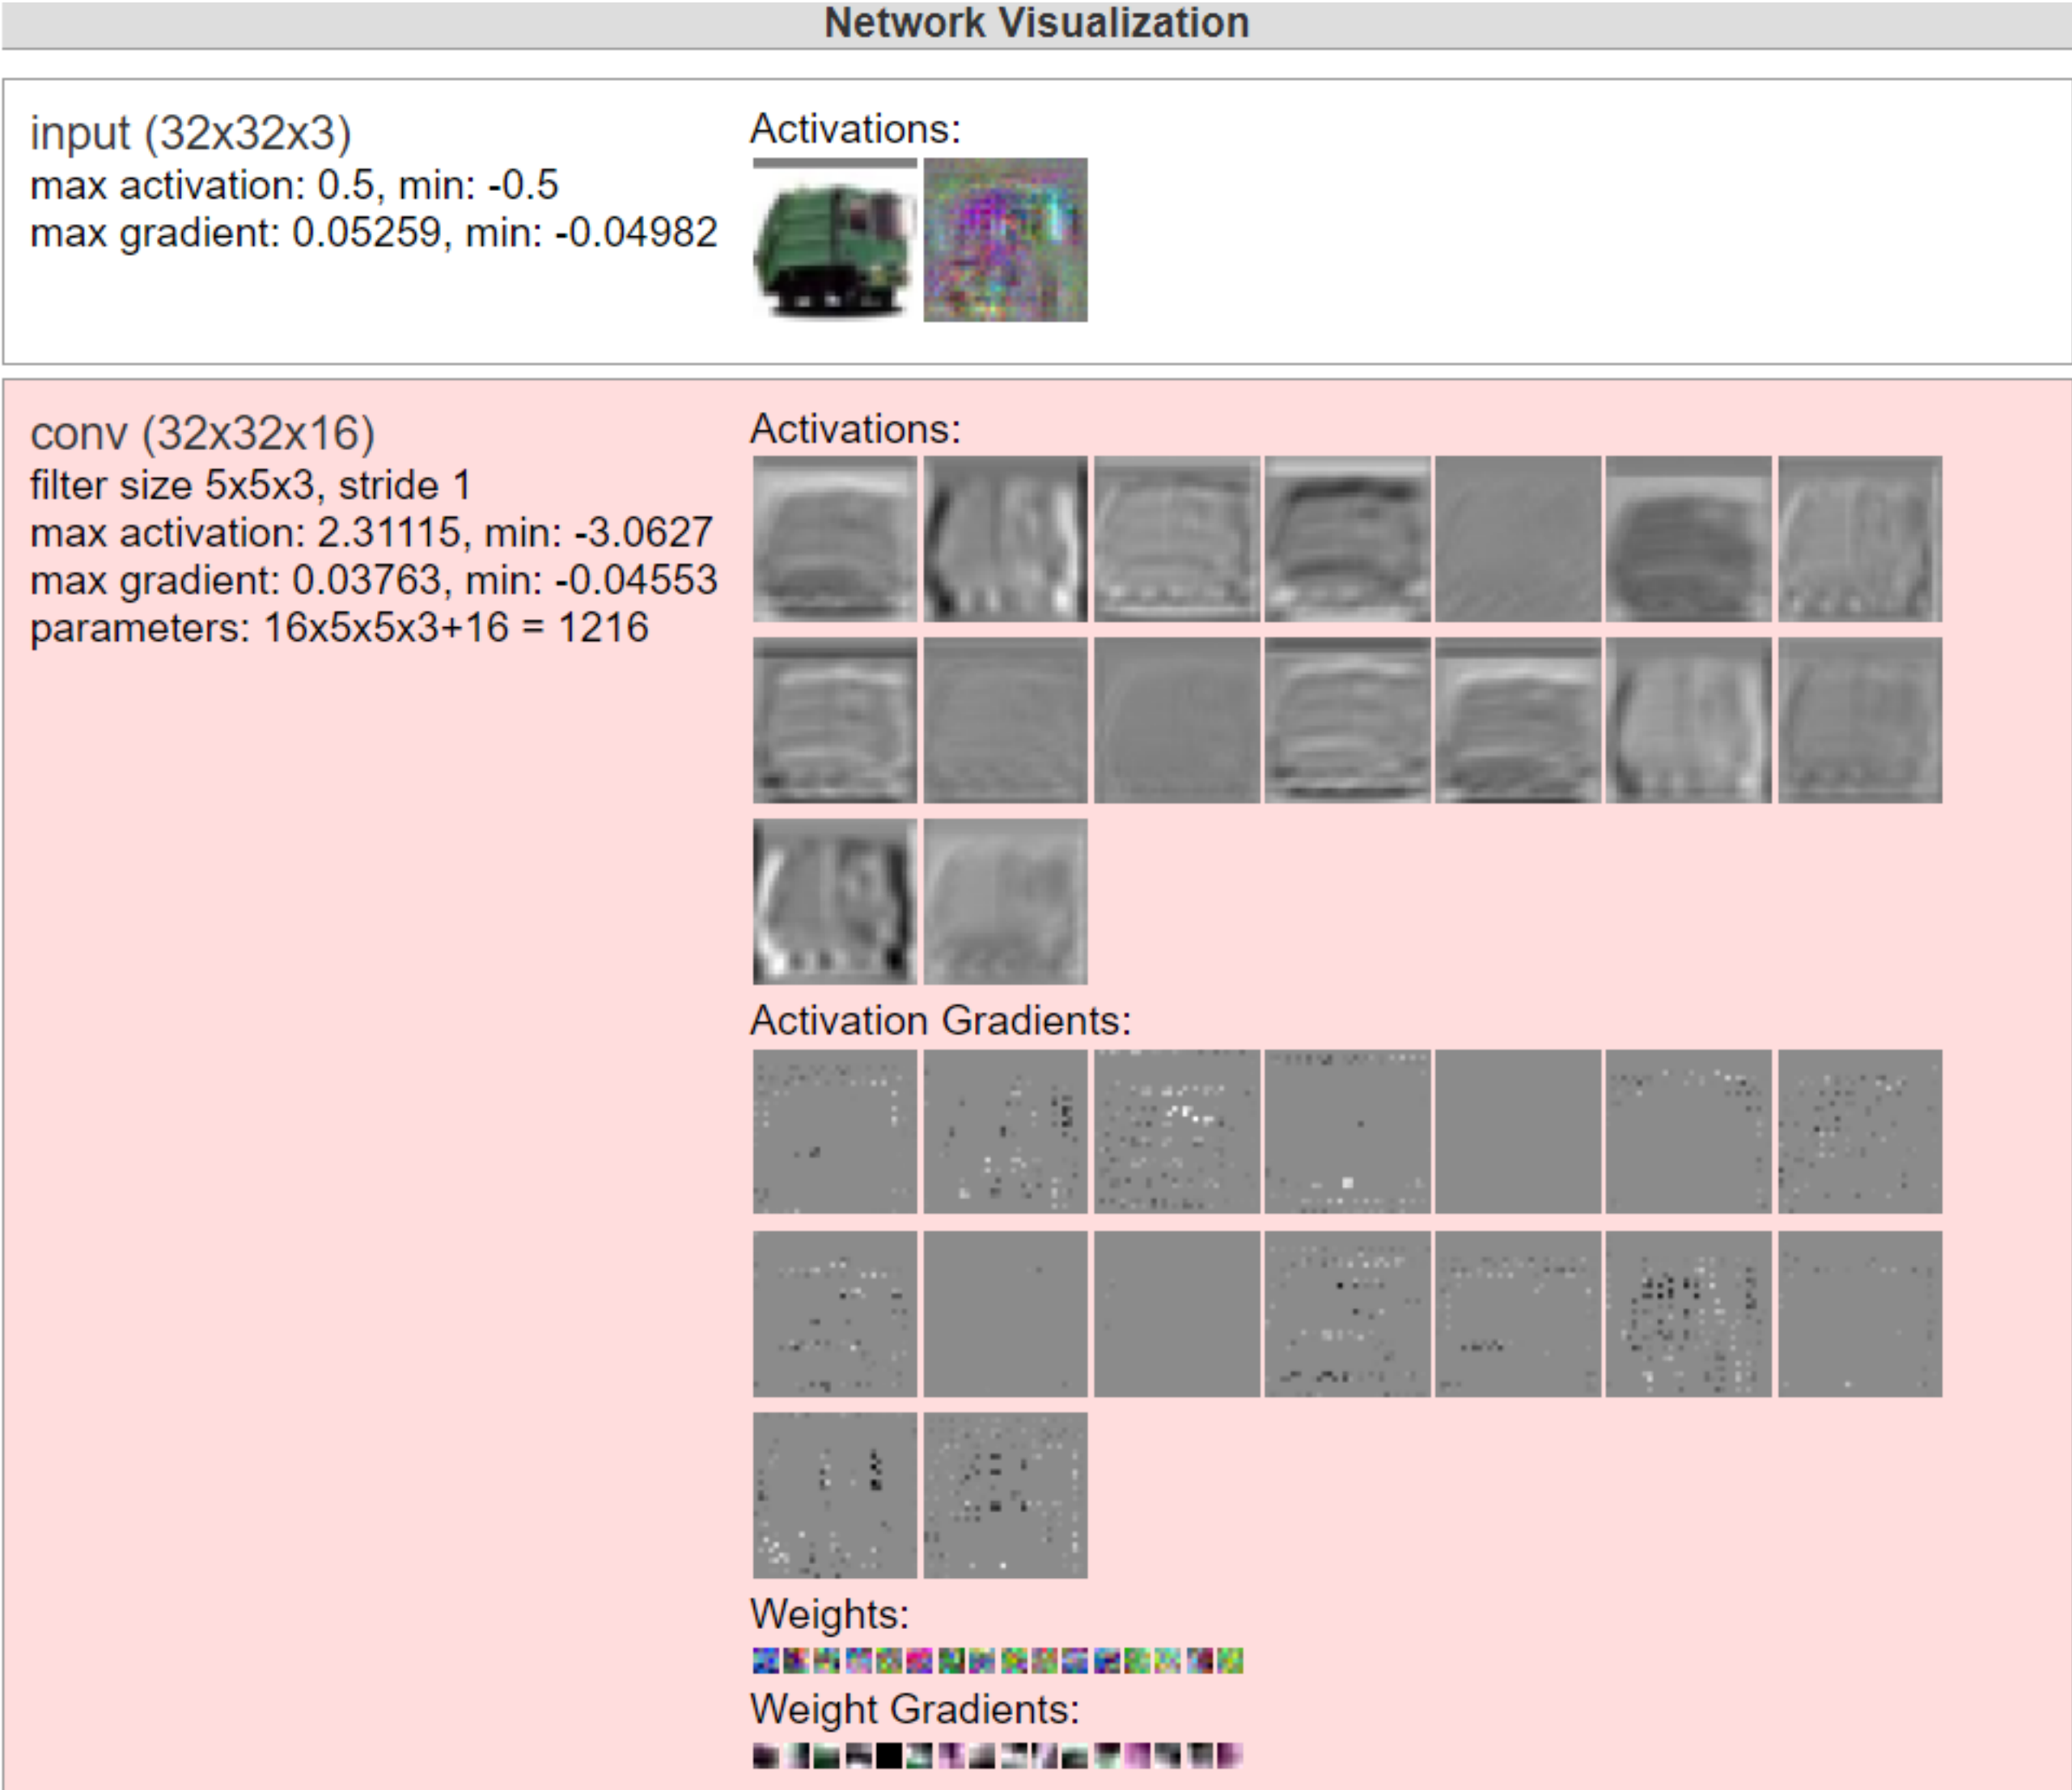 Network Visualization
input (32x32x3)
max activation: 0.5, min: -0.5
max gradient: 0.05259, min: -0.04982
Activations:
conv (32x32x16)
filter size 5x5x3, stride 1
max activation: 2.31115, min: -3.0627
max gradient: 0.03763, min: -0.04553
parameters: 16x5x5x3+16 = 1216
Activations:
Activation Gradients:
Weights:
Weight Gradients: